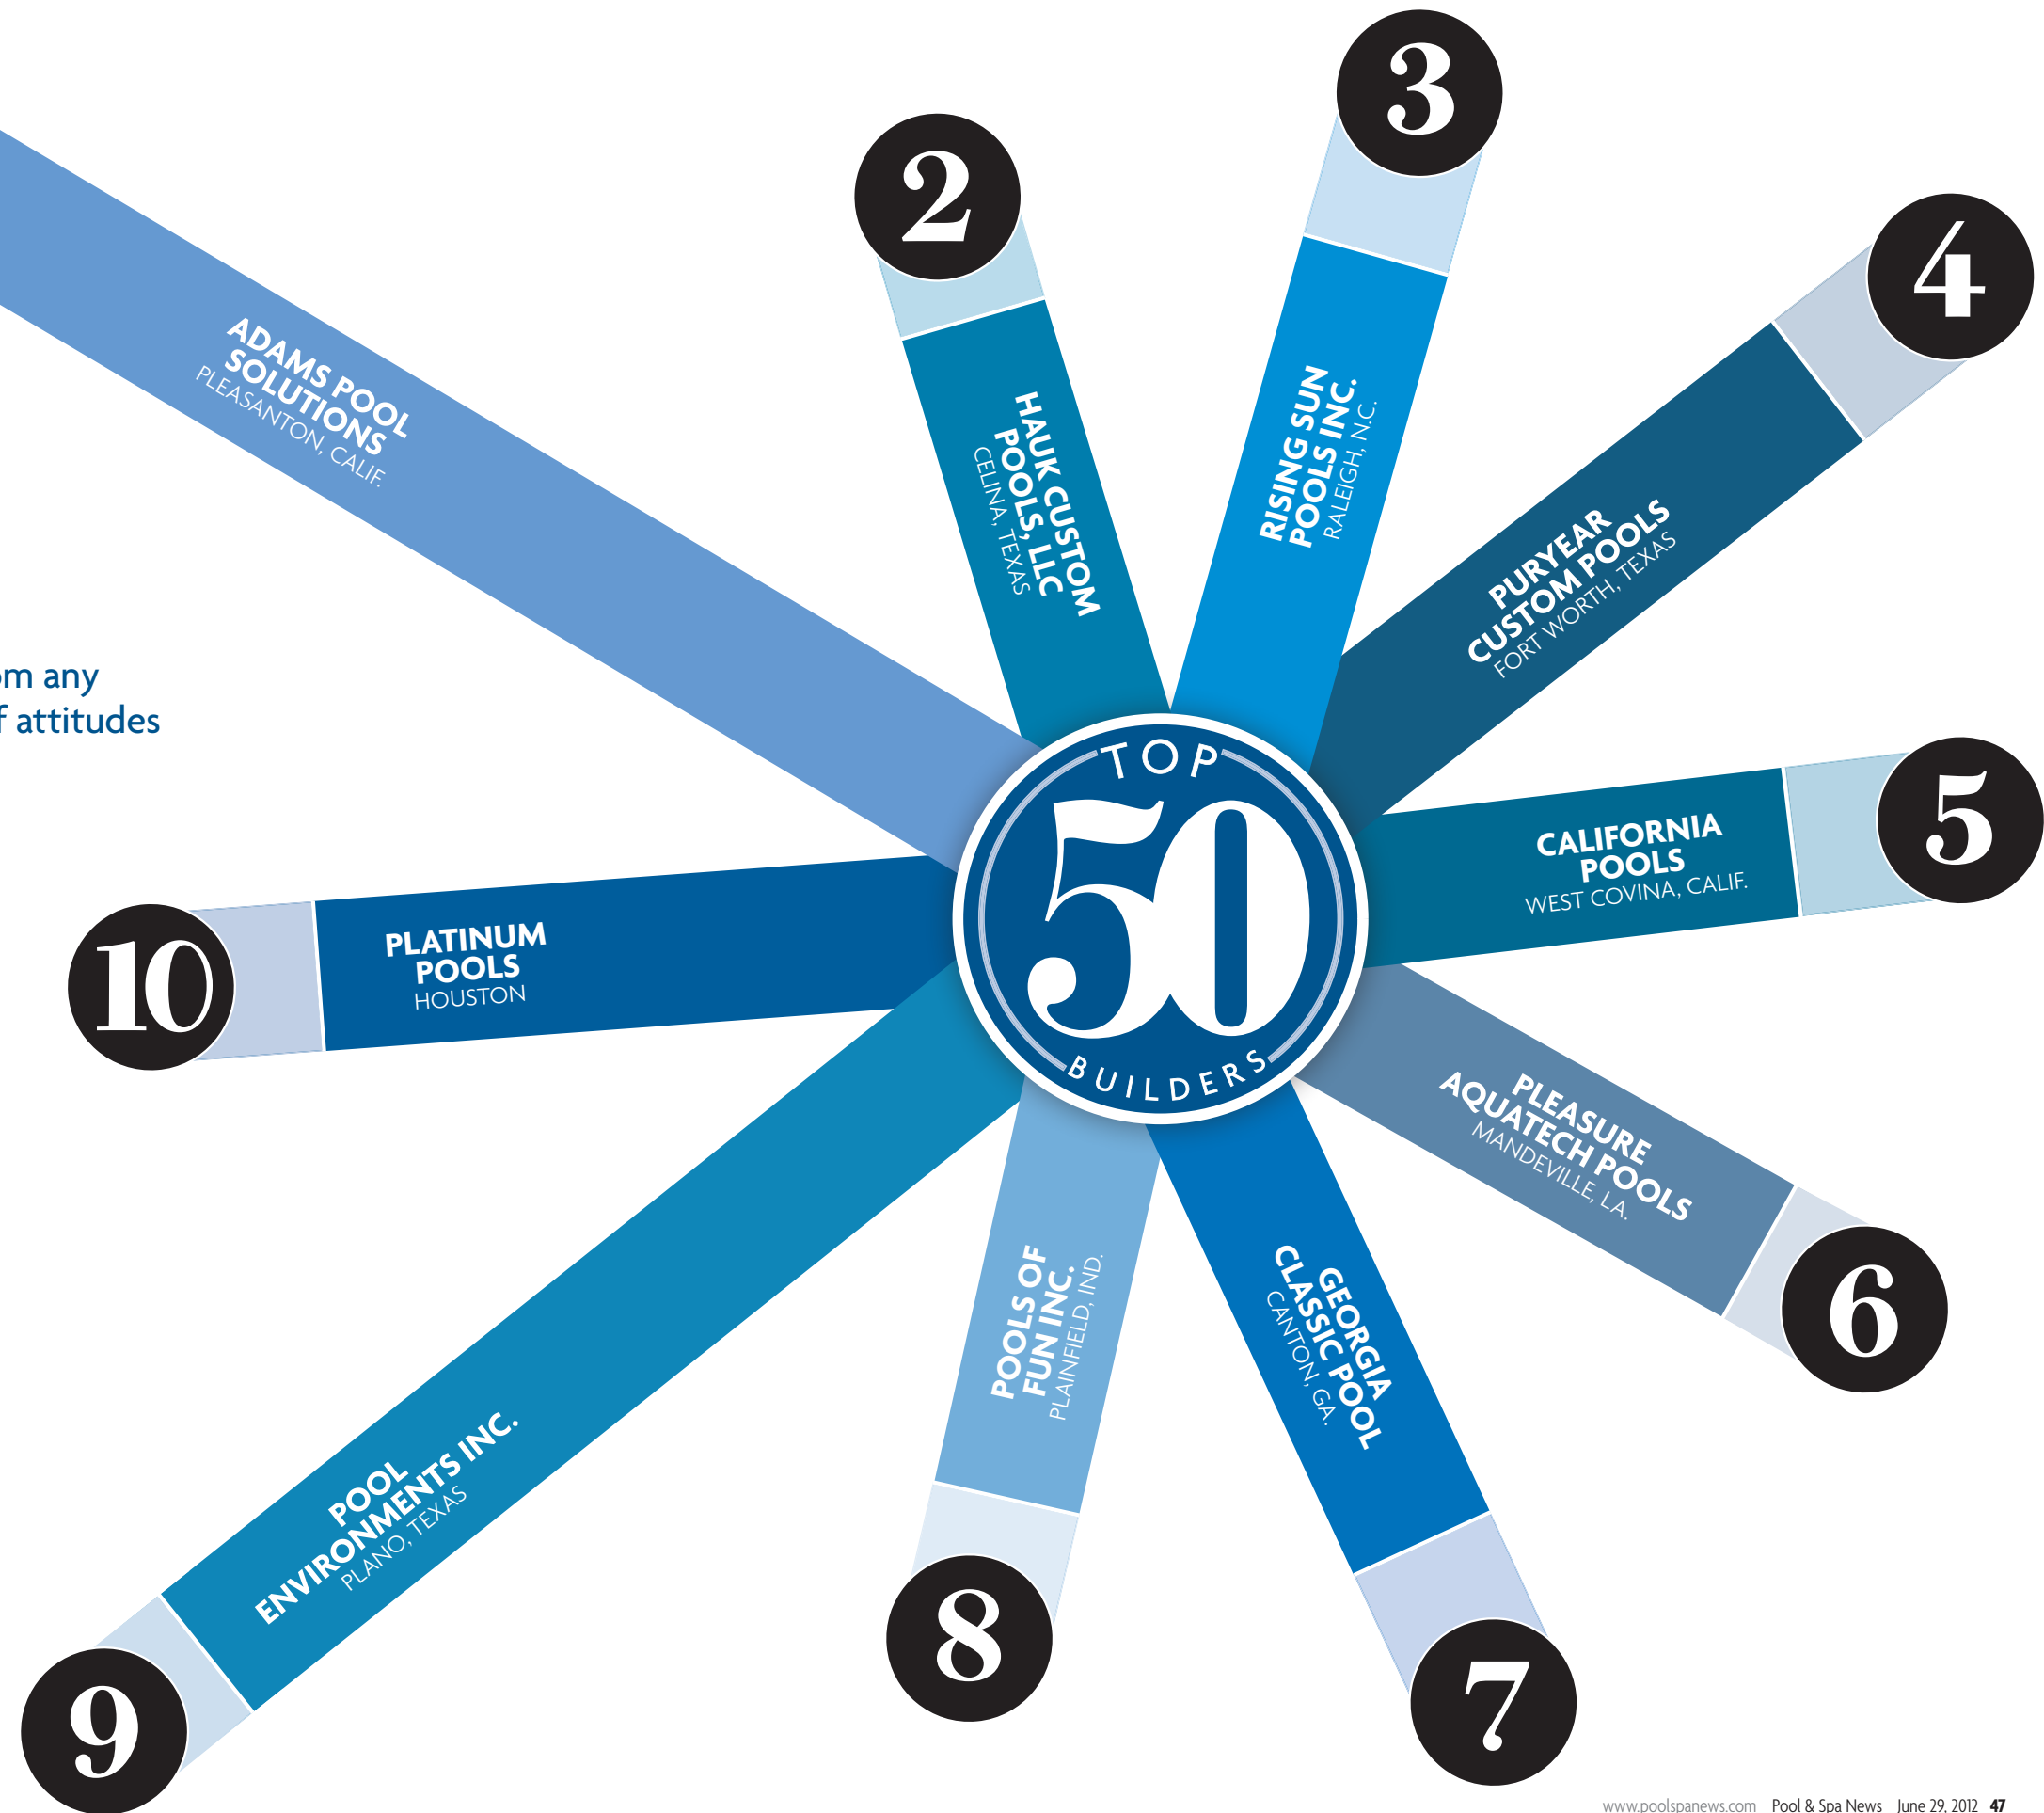 om any
f attitudes
ADAMS POOL
SOLUTIONS
PLEASANTON, CALIF.
2
HAUK CUSTOM
POOLS, LLC
CELINA, TEXAS
3
RISING SUN
POOLS INC.
RALEIGH, N.C.
4
PURYEAR
CUSTOM POOLS
FORT WORTH, TEXAS
5
CALIFORNIA
POOLS
WEST COVINA, CALIF.
6
PLEASURE
AQUATECH POOLS
MANDEVILLE, LA.
7
GEORGIA
CLASSIC POOL
CANTON, GA.
8
POOLS OF
FUN INC.
PLAINFIELD, IND.
9
POOL
ENVIRONMENTS INC.
PLANO, TEXAS
10
PLATINUM
POOLS
HOUSTON
TOP
50
BUILDERS
www.poolspanews.com Pool & Spa News June 29, 2012 47